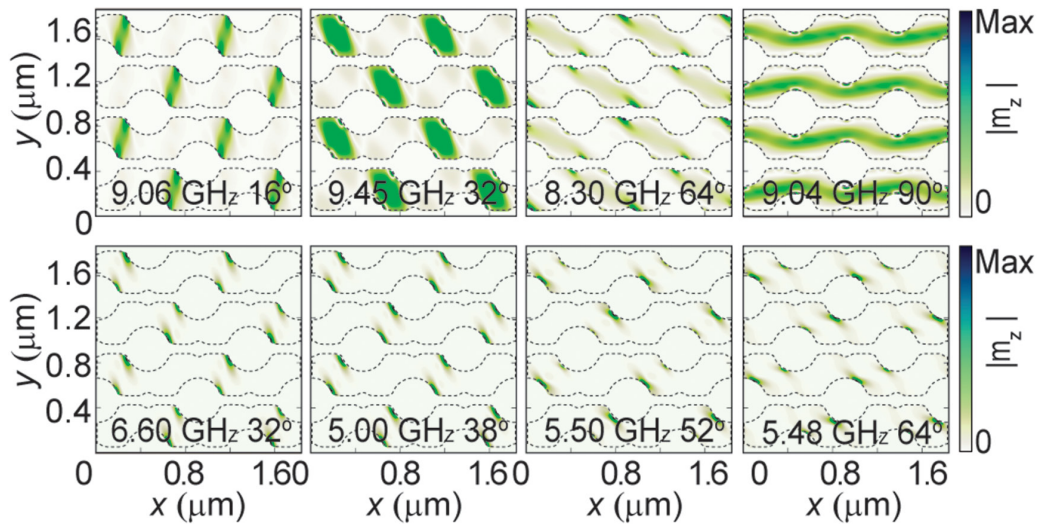 1.6
1.2
0.8
0.4
0
y (μm)
9.06 GHz 16°
9.45 GHz 32°
8.30 GHz 64°
9.04 GHz 90°
Max
|m_z|
0
1.6
1.2
0.8
0.4
y (μm)
6.60 GHz 32°
5.00 GHz 38°
5.50 GHz 52°
5.48 GHz 64°
Max
|m_z|
0
0 0.8 1.60 0.8 1.6 0.8 1.6 0 0.8 1.6
x (μm) x (μm) x (μm) x (μm)